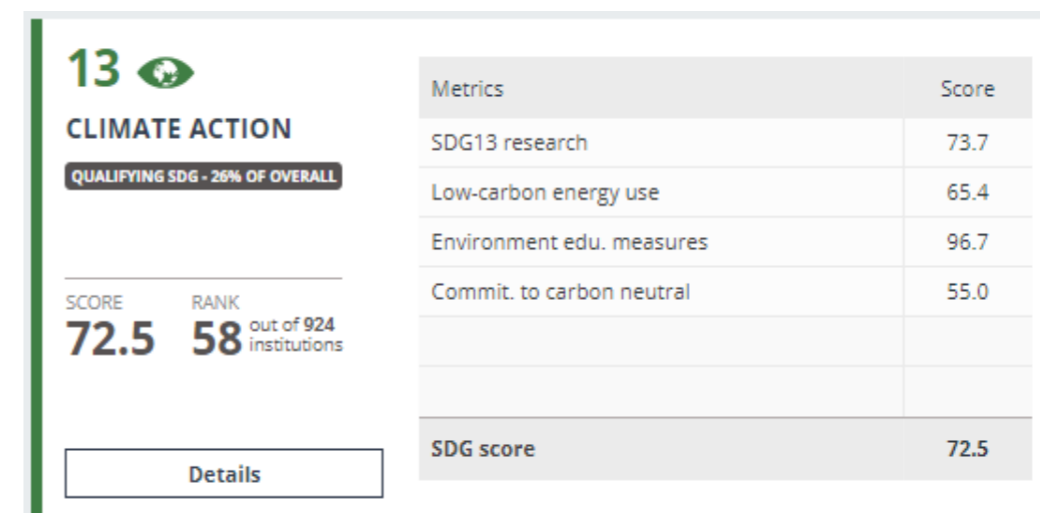 13
CLIMATE ACTION
QUALIFYING SDG - 26% OF OVERALL
SCORE RANK
72.5 58 out of 924
institutions
Details
Metrics Score
SDG13 research 73.7
Low-carbon energy use 65.4
Environment edu. measures 96.7
Commit. to carbon neutral 55.0
SDG score 72.5